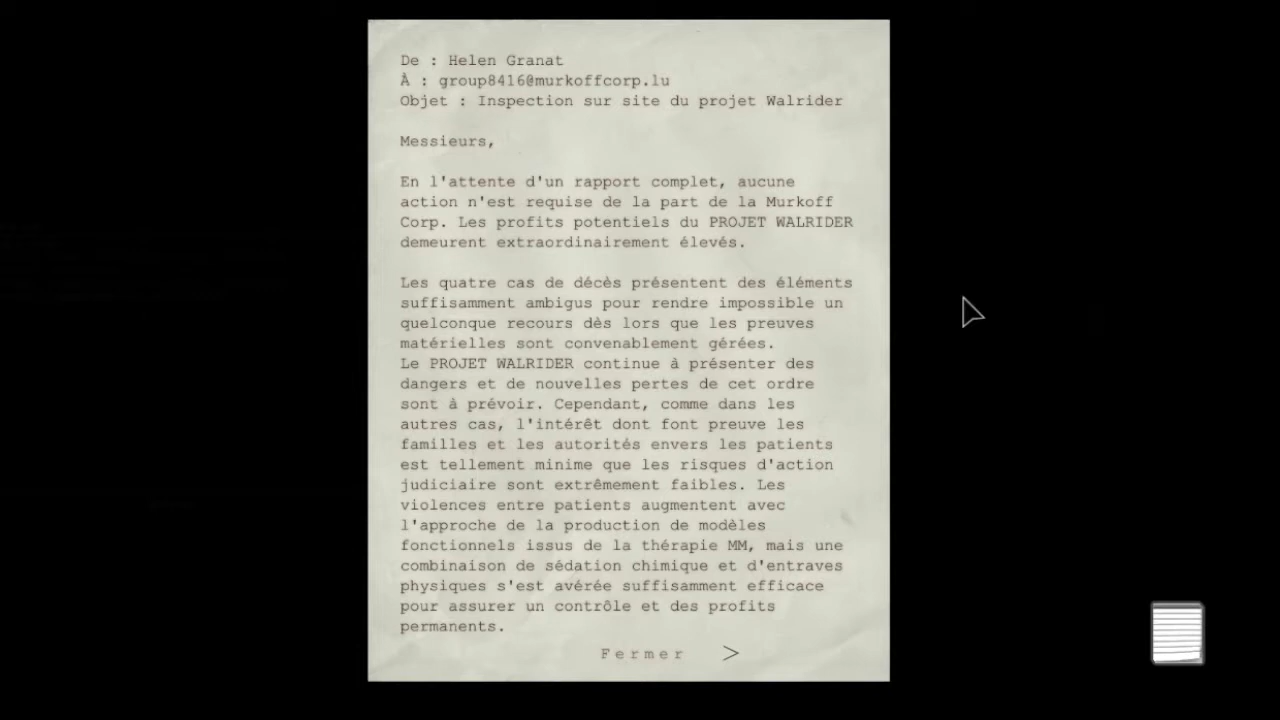 De : Helen Granat
À : group8416@murkoffcorp.lu
Objet : Inspection sur site du projet Walrider
Messieurs,
En l'attente d'un rapport complet, aucune
action n'est requise de la part de la Murkoff
Corp. Les profits potentiels du PROJET WALRIDER
demeurent extraordinairement élevés.
Les quatre cas de décès présentent des éléments
suffisamment ambigus pour rendre impossible un
quelconque recours dès lors que les preuves
matérielles sont convenablement gérées.
Le PROJET WALRIDER continue à présenter des
dangers et de nouvelles pertes de cet ordre
sont à prévoir. Cependant, comme dans les
autres cas, l'intérêt dont font preuve les
familles et les autorités envers les patients
est tellement minime que les risques d'action
judiciaire sont extrêmement faibles. Les
violences entre patients augmentent avec
l'approche de la production de modèles
fonctionnels issus de la thérapie MM, mais une
combinaison de sédation chimique et d'entraves
physiques s'est avérée suffisamment efficace
pour assurer un contrôle et des profits
permanents.
Fermer >